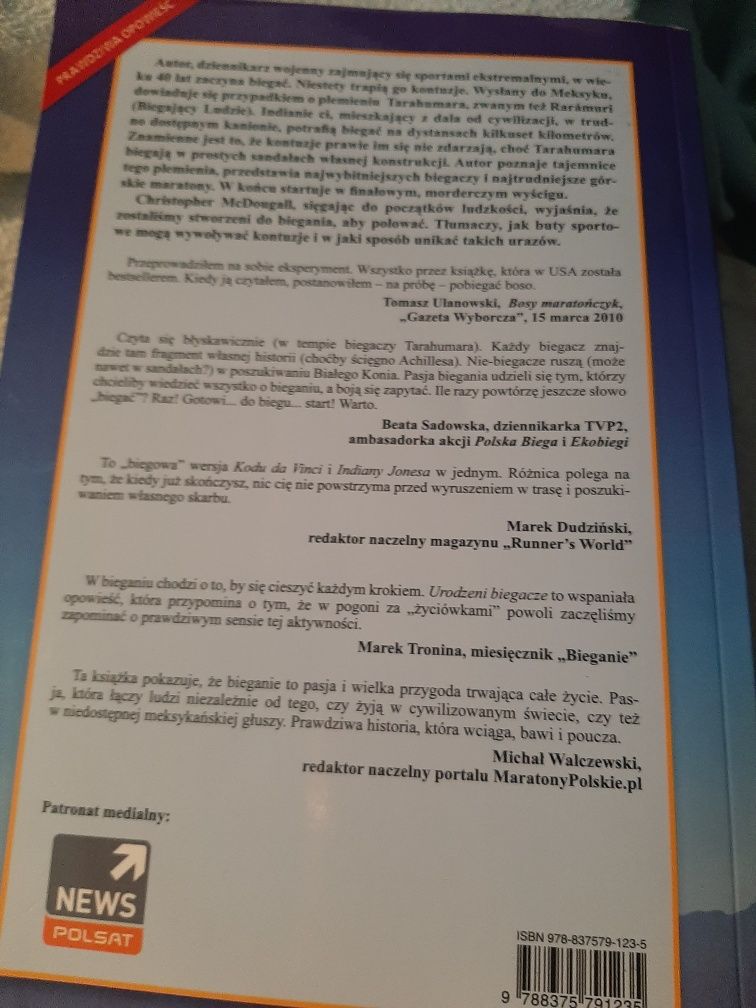 PRAWDZIWA OPOWIEŚĆ
Autor, dziennikarz wojenny zajmujący się sportami ekstremalnymi, w wie-
ku 40 lat zaczyna biegać. Niestety trapią go kontuzje. Wysłany do Meksyku,
dowiaduje się przypadkiem o plemieniu Tarahumara, zwanym też Rarámuri
(Biegający Ludzie). Indianie ci, mieszkający z dala od cywilizacji, w trud-
no dostępnym kanionie, potrafią biegać na dystansach kilkuset kilometrów.
Znamienne jest to, że kontuzje prawie im się nie zdarzają, choć Tarahumara
biegają w prostych sandałach własnej konstrukcji. Autor poznaje tajemnice
tego plemienia, przedstawia najwybitniejszych biegaczy i najtrudniejsze gór-
skie maratony. W końcu startuje w finałowym, morderczym wyścigu.
Christopher McDougall, sięgając do początków ludzkości, wyjaśnia, że
zostaliśmy stworzeni do biegania, aby polować. Tłumaczy, jak buty sporto-
we mogą wywoływać kontuzje i w jaki sposób unikać takich urazów.
Przeprowadziłem na sobie eksperyment. Wszystko przez książkę, która w USA została
bestsellerem. Kiedy ją czytałem, postanowiłem – na próbę – pobiegać boso.
Tomasz Ulanowski, Bosy maratończyk,
„Gazeta Wyborcza”, 15 marca 2010
Czyta się błyskawicznie (w tempie biegaczy Tarahumara). Każdy biegacz znaj-
dzie tam fragment własnej historii (choćby ścięgno Achillesa). Nie-biegacze ruszą (może
nawet w sandałach?) w poszukiwaniu Białego Konia. Pasja biegania udzieli się tym, którzy
chcieliby wiedzieć wszystko o bieganiu, a boją się zapytać. Ile razy powtórzę jeszcze słowo
„biegać”? Raz! Gotowi... do biegu... start! Warto.
Beata Sadowska, dziennikarka TVP2,
ambasadorka akcji Polska Biega i Ekobiegi
To „biegowa” wersja Kodu da Vinci i Indiany Jonesa w jednym. Różnica polega na
tym, że kiedy już skończysz, nic cię nie powstrzyma przed wyruszeniem w trasę i poszuki-
waniem własnego skarbu.
Marek Dudziński,
redaktor naczelny magazynu „Runner’s World”
W bieganiu chodzi o to, by się cieszyć każdym krokiem. Urodzeni biegacze to wspaniała
opowieść, która przypomina o tym, że w pogoni za „życiówkami” powoli zaczęliśmy
zapominać o prawdziwym sensie tej aktywności.
Marek Tronina, miesięcznik „Bieganie”
Ta książka pokazuje, że bieganie to pasja i wielka przygoda trwająca całe życie. Pas-
ja, która łączy ludzi niezależnie od tego, czy żyją w cywilizowanym świecie, czy też
w niedostępnej meksykańskiej głuszy. Prawdziwa historia, która wciąga, bawi i poucza.
Michał Walczewski,
redaktor naczelny portalu MaratonyPolskie.pl
Patronat medialny:
NEWS
POLSAT
ISBN 978-837579-123-5
9 788375 791235